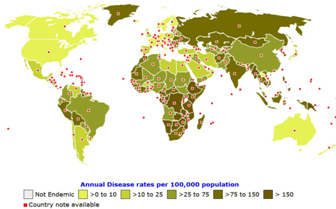 Annual Disease rates per 100,000 population
Not Endemic >0 to 10 >10 to 25 >25 to 75 >75 to 150 > 150
Country note available